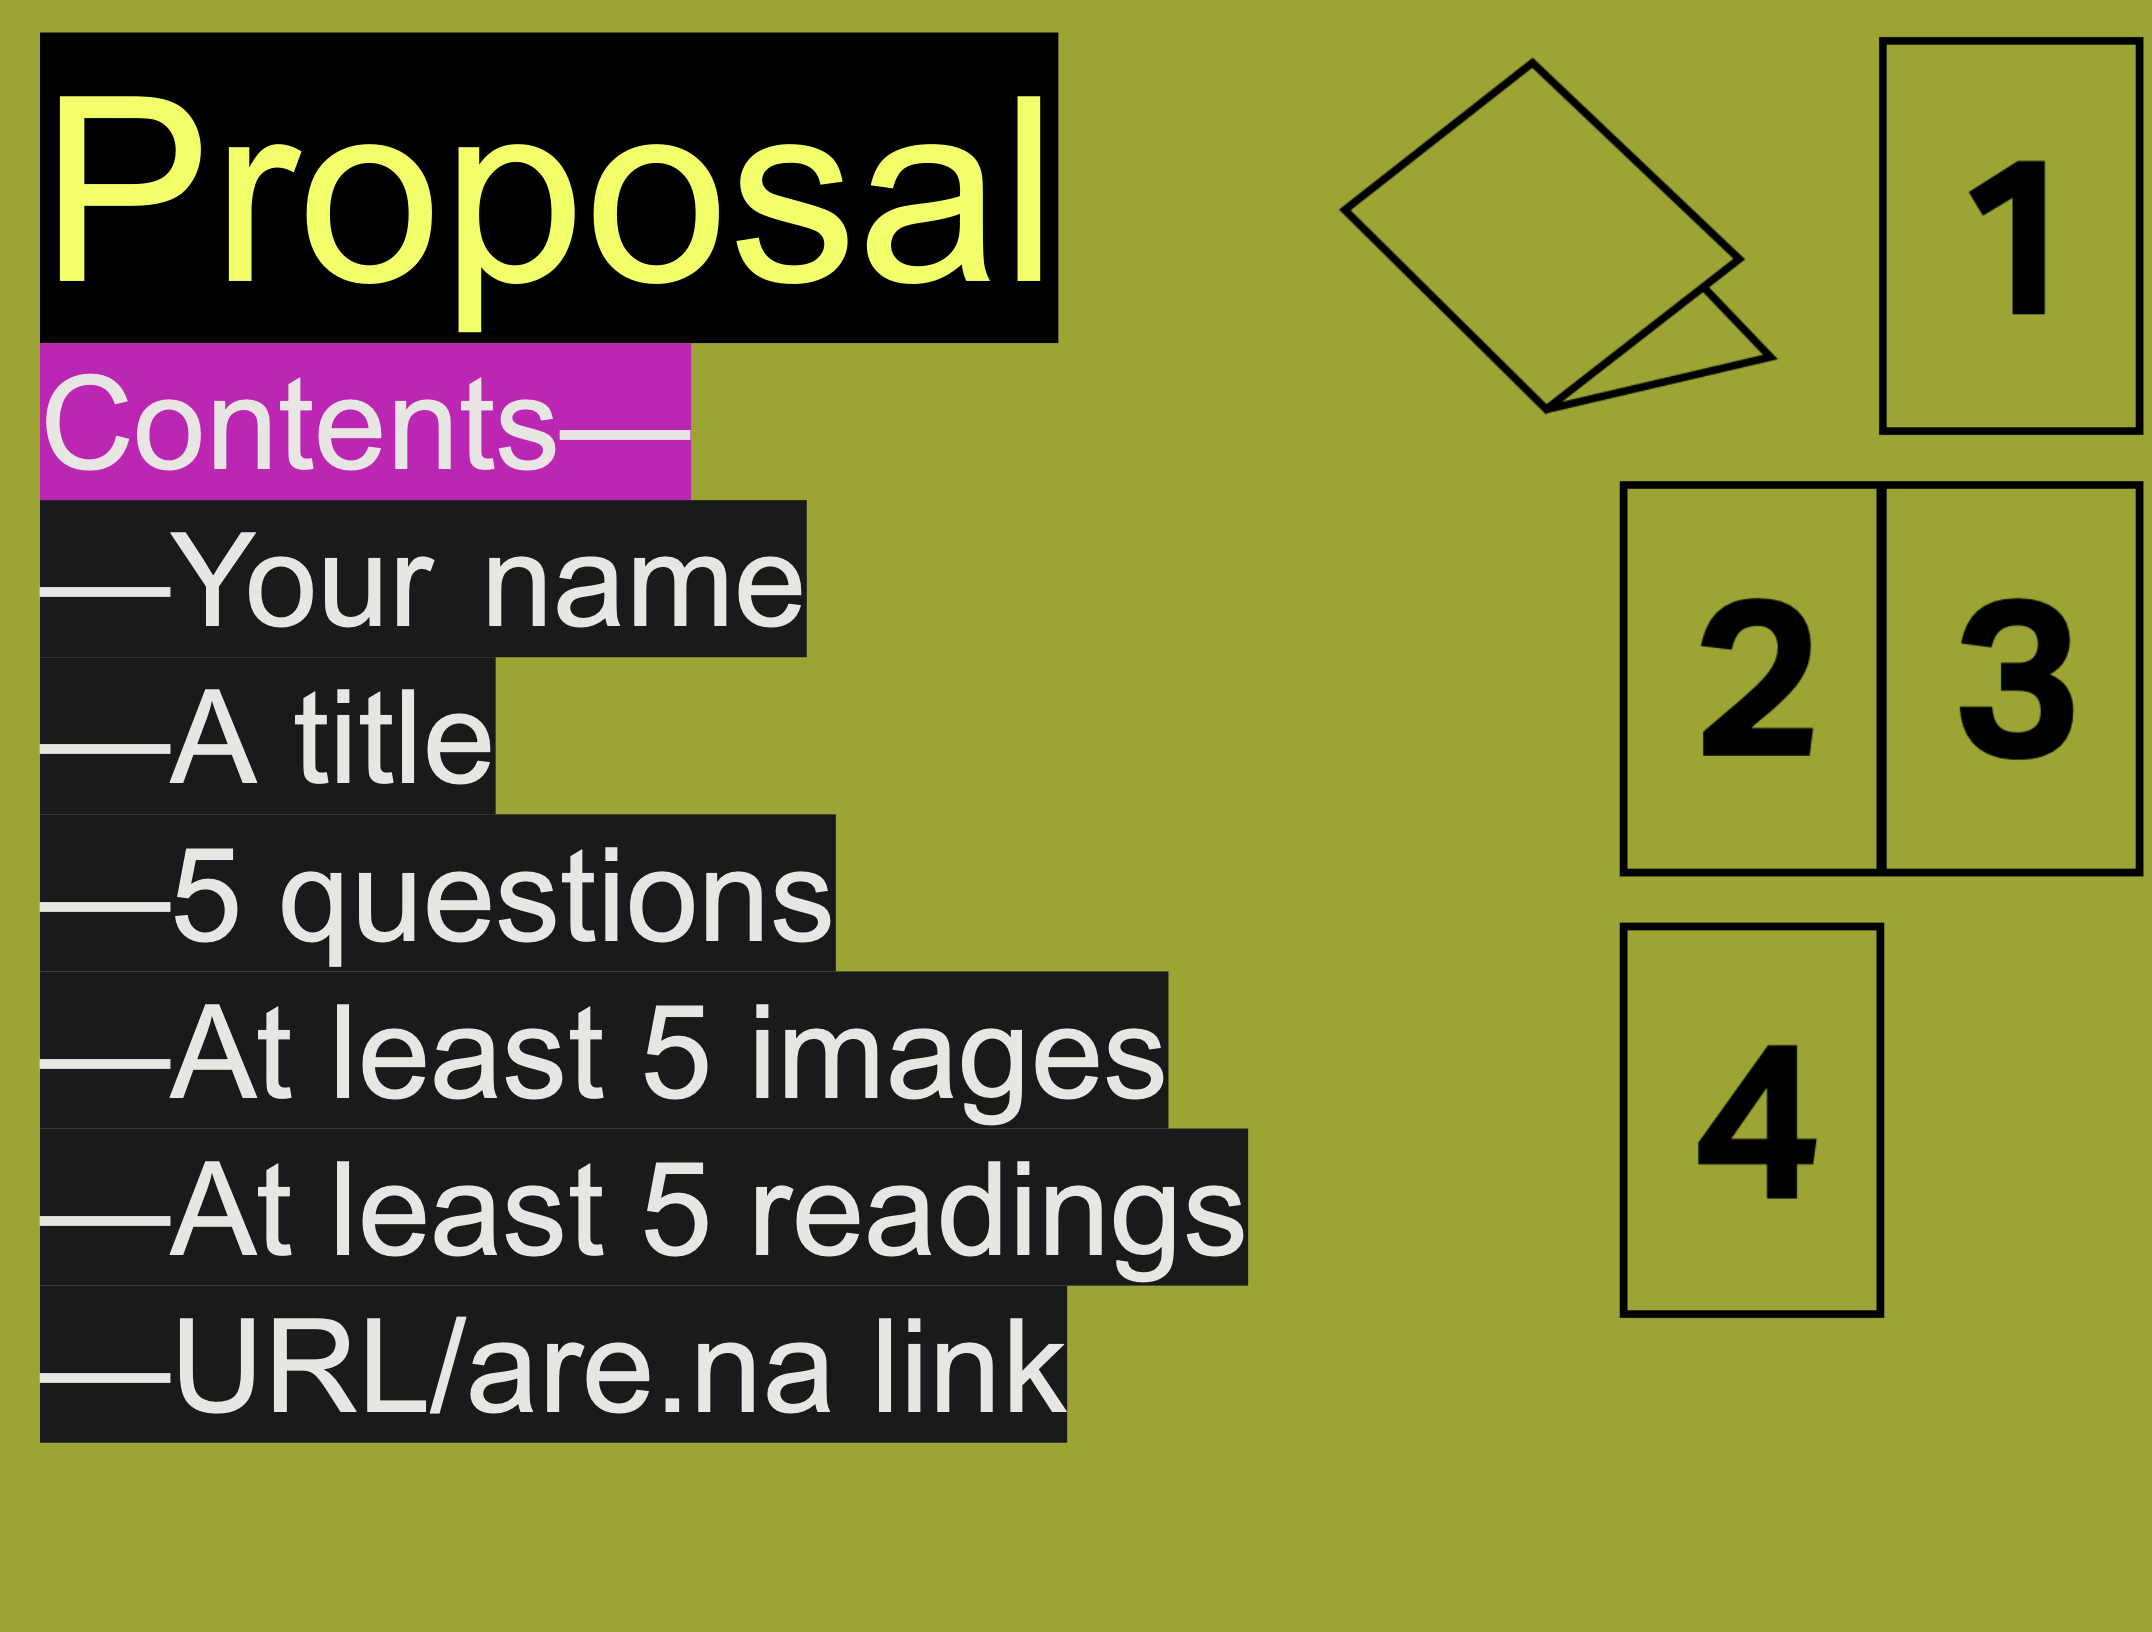 Proposal
Contents—
—Your name
—A title
—5 questions
—At least 5 images
—At least 5 readings
—URL/are.na link
1
2 3
4